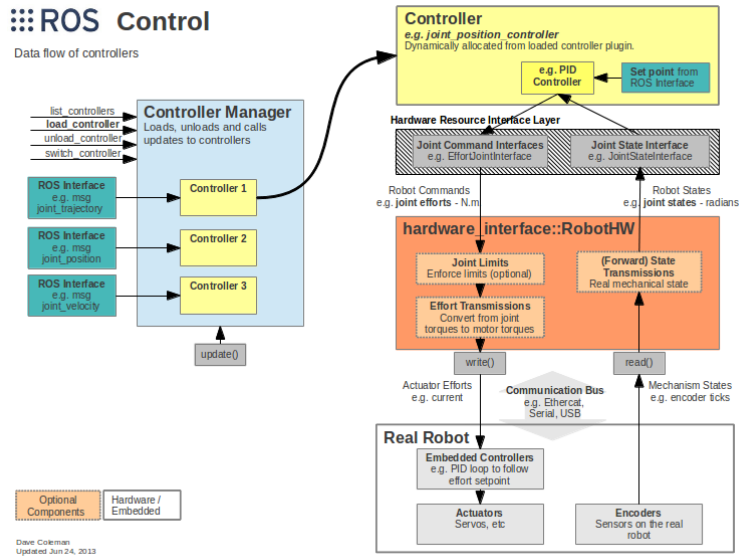 ROS Control
Data flow of controllers
list_controllers
load_controller
unload_controller
switch_controller
Controller Manager
Loads, unloads and calls
updates to controllers
ROS Interface
e.g. msg
joint_trajectory
Controller 1
ROS Interface
e.g. msg
joint_position
Controller 2
ROS Interface
e.g. msg
joint_velocity
Controller 3
update()
Controller
e.g. joint_position_controller
Dynamically allocated from loaded controller plugin.
e.g. PID
Controller
Set point from
ROS Interface
Hardware Resource Interface Layer
Joint Command Interfaces
e.g. EffortJointInterface
Joint State Interface
e.g. JointStateInterface
Robot Commands
e.g. joint efforts - N.m
Robot States
e.g. joint states - radians
hardware_interface::RobotHW
Joint Limits
Enforce limits (optional)
(Forward) State
Transmissions
Real mechanical state
Effort Transmissions
Convert from joint
torques to motor torques
write()
read()
Actuator Efforts
e.g. current
Communication Bus
e.g. Ethercat,
Serial, USB
Mechanism States
e.g. encoder ticks
Real Robot
Embedded Controllers
e.g. PID loop to follow
effort setpoint
Actuators
Servos, etc
Encoders
Sensors on the real
robot
Optional
Components
Hardware /
Embedded
Dave Coleman
Updated Jun 24, 2013